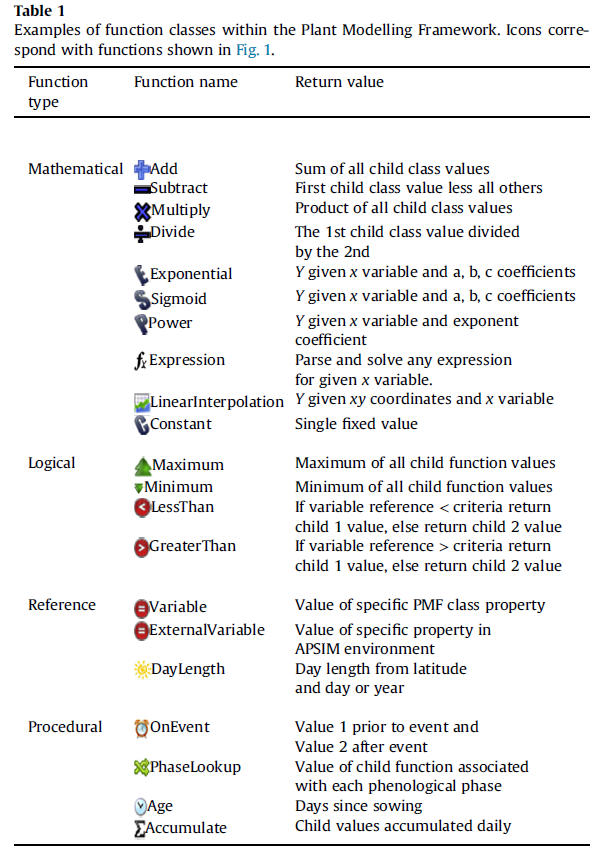 Table 1
Examples of function classes within the Plant Modelling Framework. Icons corre-
spond with functions shown in Fig. 1.
Function Function name Return value
type
Mathematical Add Sum of all child class values
Subtract First child class value less all others
Multiply Product of all child class values
Divide The 1st child class value divided
by the 2nd
Exponential Y given x variable and a, b, c coefficients
Sigmoid Y given x variable and a, b, c coefficients
Power Y given x variable and exponent
coefficient
fx Expression Parse and solve any expression
for given x variable.
LinearInterpolation Y given xy coordinates and x variable
Constant Single fixed value
Logical Maximum Maximum of all child function values
Minimum Minimum of all child function values
< LessThan If variable reference < criteria return
child 1 value, else return child 2 value
> GreaterThan If variable reference > criteria return
child 1 value, else return child 2 value
Reference = Variable Value of specific PMF class property
= ExternalVariable Value of specific property in
APSIM environment
DayLength Day length from latitude
and day or year
Procedural OnEvent Value 1 prior to event and
Value 2 after event
PhaseLookup Value of child function associated
with each phenological phase
Age Days since sowing
Σ Accumulate Child values accumulated daily